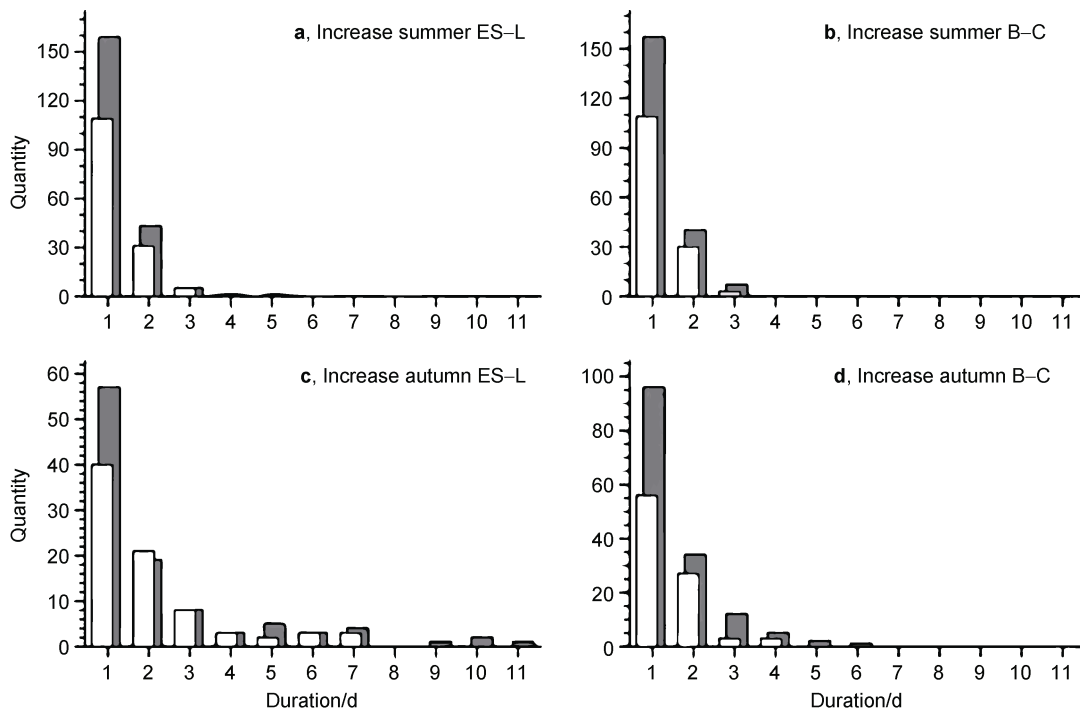 a, Increase summer ES–L
150
120
90
60
30
0
Quantity
1 2 3 4 5 6 7 8 9 10 11
b, Increase summer B–C
150
120
90
60
30
0
1 2 3 4 5 6 7 8 9 10 11
c, Increase autumn ES–L
60
50
40
30
20
10
0
Quantity
1 2 3 4 5 6 7 8 9 10 11
Duration/d
d, Increase autumn B–C
100
80
60
40
20
0
1 2 3 4 5 6 7 8 9 10 11
Duration/d